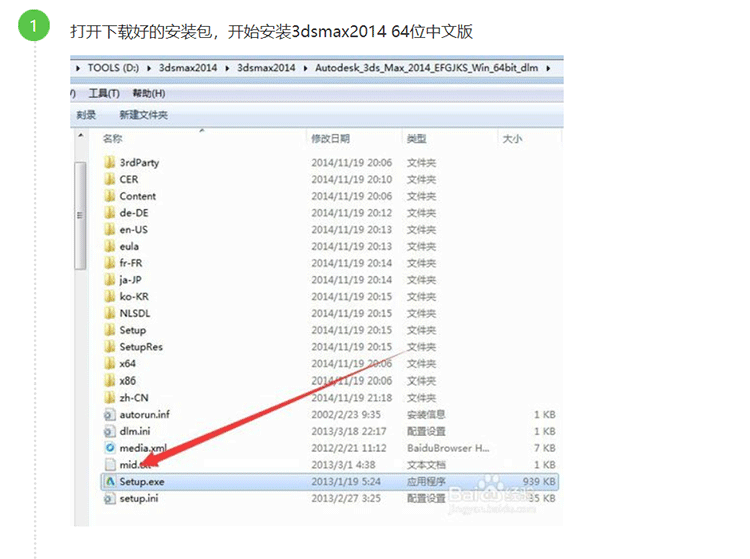 1
打开下载好的安装包，开始安装3dsmax2014 64位中文版
TOOLS (D:) 3dsmax2014 3dsmax2014 Autodesk_3ds_Max_2014_EFGJKS_Win_64bit_dlm
工具(T) 帮助(H)
刻录 新建文件夹
名称 修改日期 类型 大小
3rdParty 2014/11/19 20:06 文件夹
CER 2014/11/19 20:10 文件夹
Content 2014/11/19 20:06 文件夹
de-DE 2014/11/19 20:12 文件夹
en-US 2014/11/19 20:13 文件夹
eula 2014/11/19 20:13 文件夹
fr-FR 2014/11/19 20:14 文件夹
ja-JP 2014/11/19 20:14 文件夹
ko-KR 2014/11/19 20:15 文件夹
NLSDL 2014/11/19 20:15 文件夹
Setup 2014/11/19 20:15 文件夹
SetupRes 2014/11/19 20:15 文件夹
x64 2014/11/19 20:06 文件夹
x86 2014/11/19 20:06 文件夹
zh-CN 2014/11/19 21:18 文件夹
autorun.inf 2002/2/23 9:35 安装信息 1 KB
dlm.ini 2013/3/18 22:17 配置设置 1 KB
media.xml 2012/2/21 11:12 BaiduBrowser H... 7 KB
mid.txt 2013/3/1 4:38 文本文档 1 KB
Setup.exe 2013/1/19 5:24 应用程序 939 KB
setup.ini 2013/2/27 3:25 配置设置 35 KB
Baidu 经验
jingyan.baidu.com